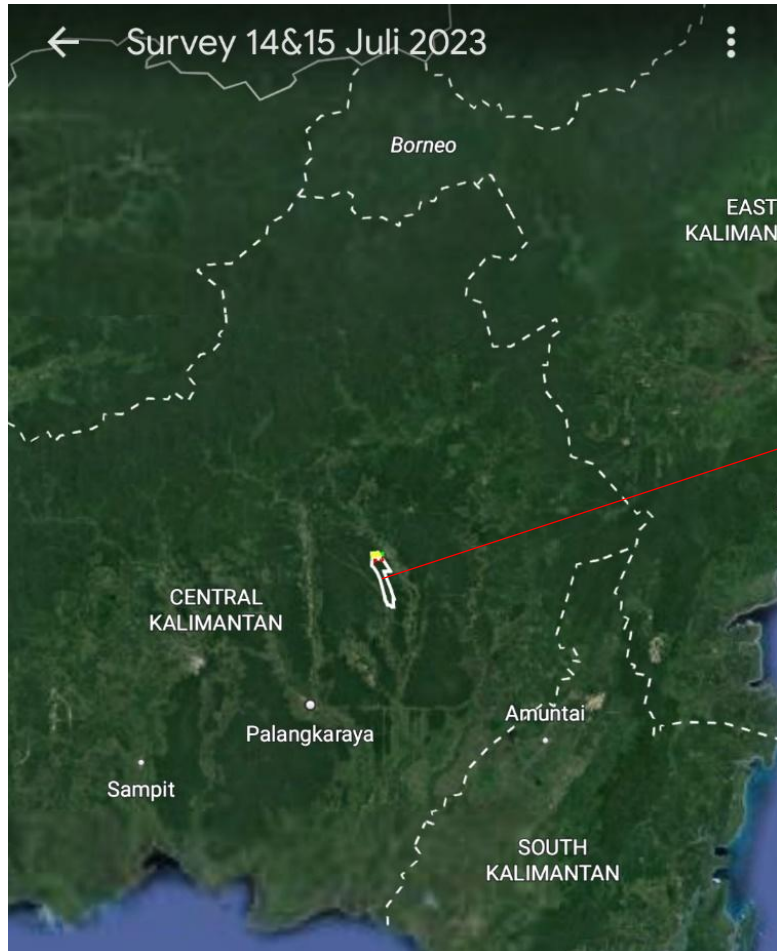 Survey 14&15 Juli 2023
Borneo
EAST
KALIMAN
CENTRAL
KALIMANTAN
Palangkaraya
Amuntai
Sampit
SOUTH
KALIMANTAN